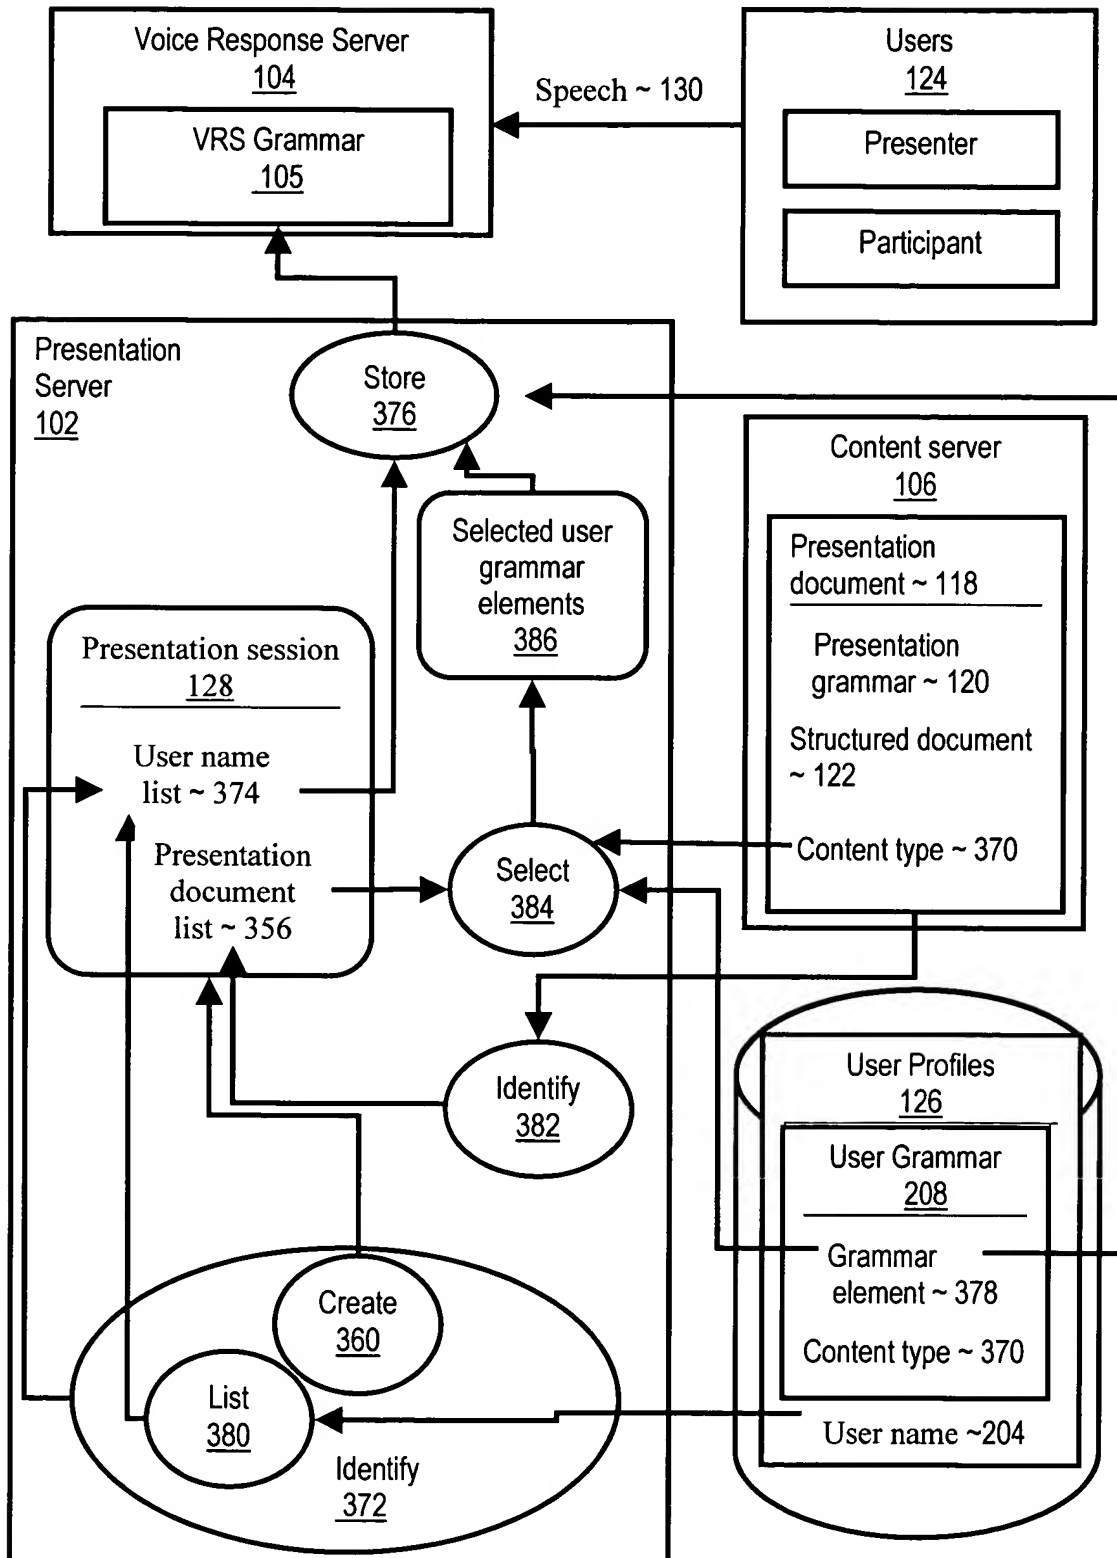 Voice Response Server
104
VRS Grammar
105
Speech ~ 130
Users
124
Presenter
Participant
Presentation
Server
102
Store
376
Selected user
grammar
elements
386
Content server
106
Presentation
document ~ 118
Presentation
grammar ~ 120
Structured document
~ 122
Content type ~ 370
Presentation session
128
User name
list ~ 374
Presentation
document
list ~ 356
Select
384
Identify
382
User Profiles
126
User Grammar
208
Grammar
element ~ 378
Content type ~ 370
User name ~204
Create
360
List
380
Identify
372